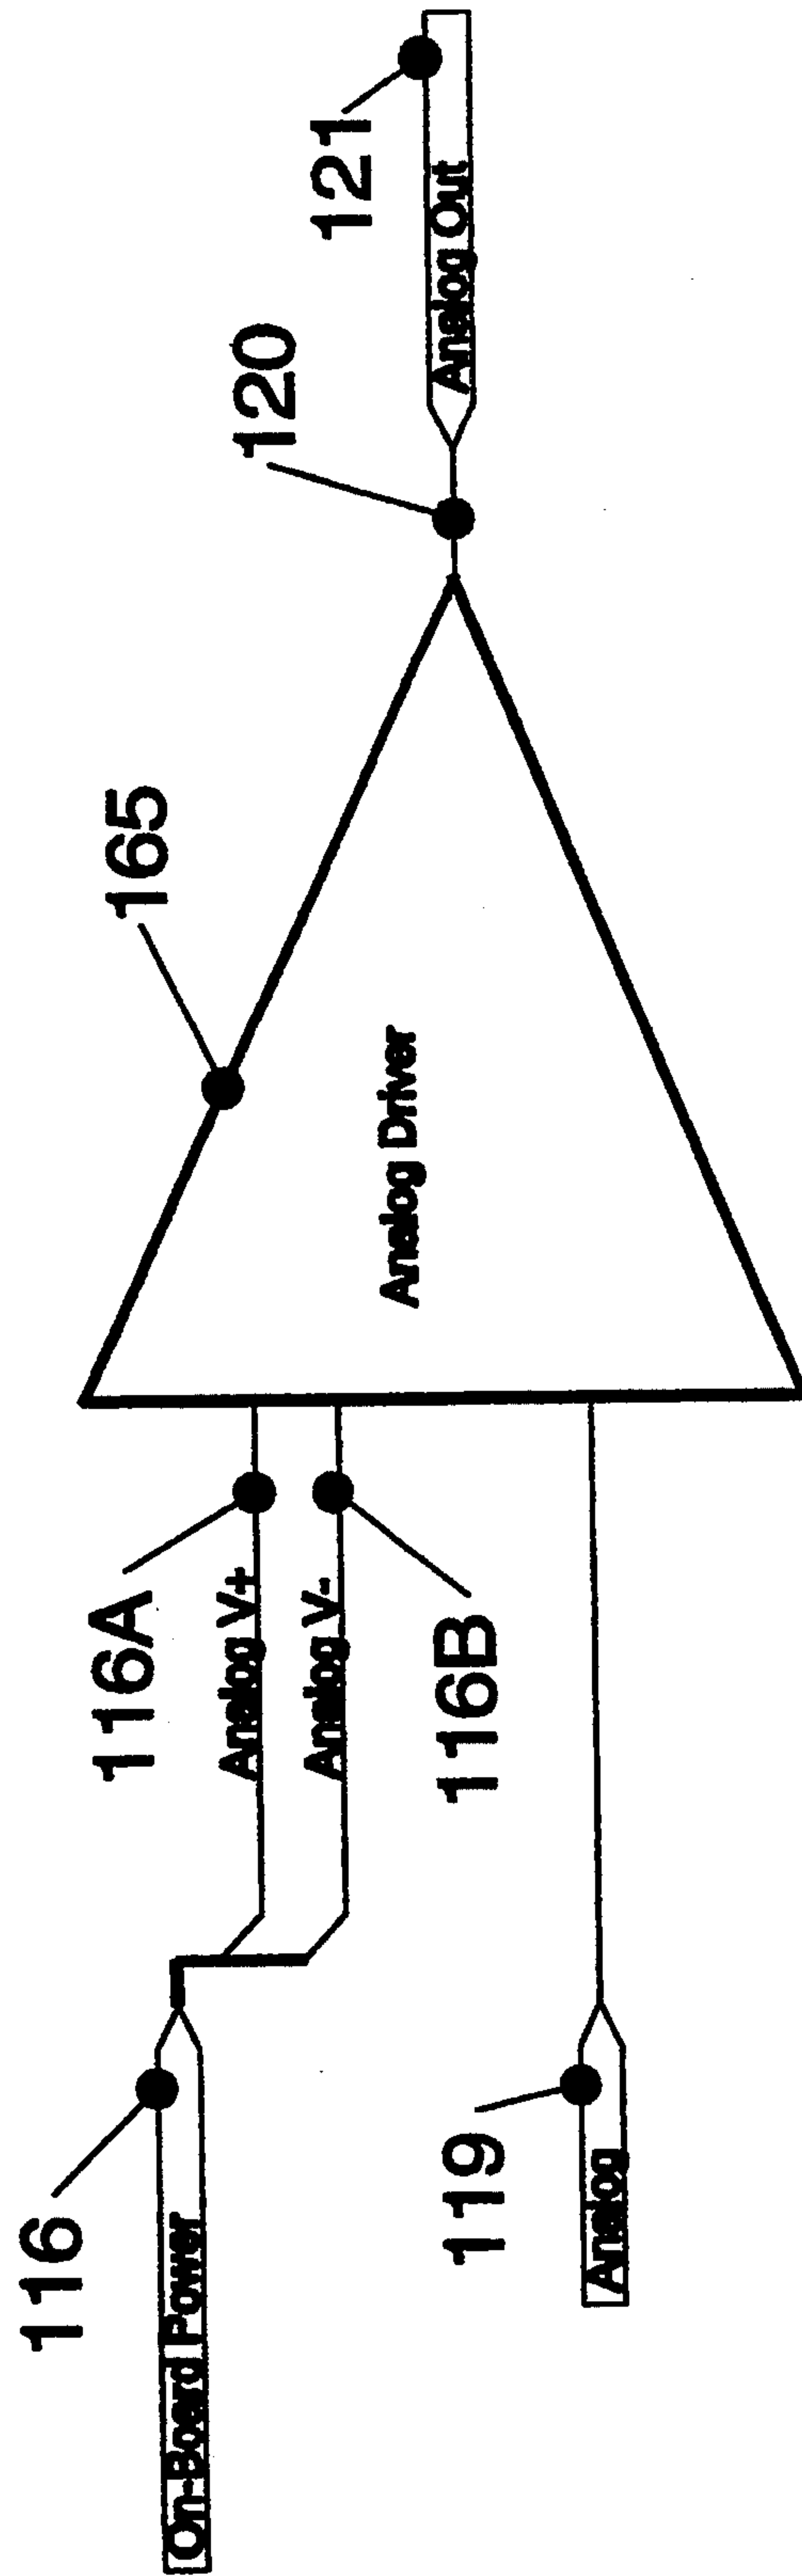 116
On-Board Power
116A
Analog V+
Analog V-
116B
119
Analog
165
Analog Driver
120
121
Analog Out